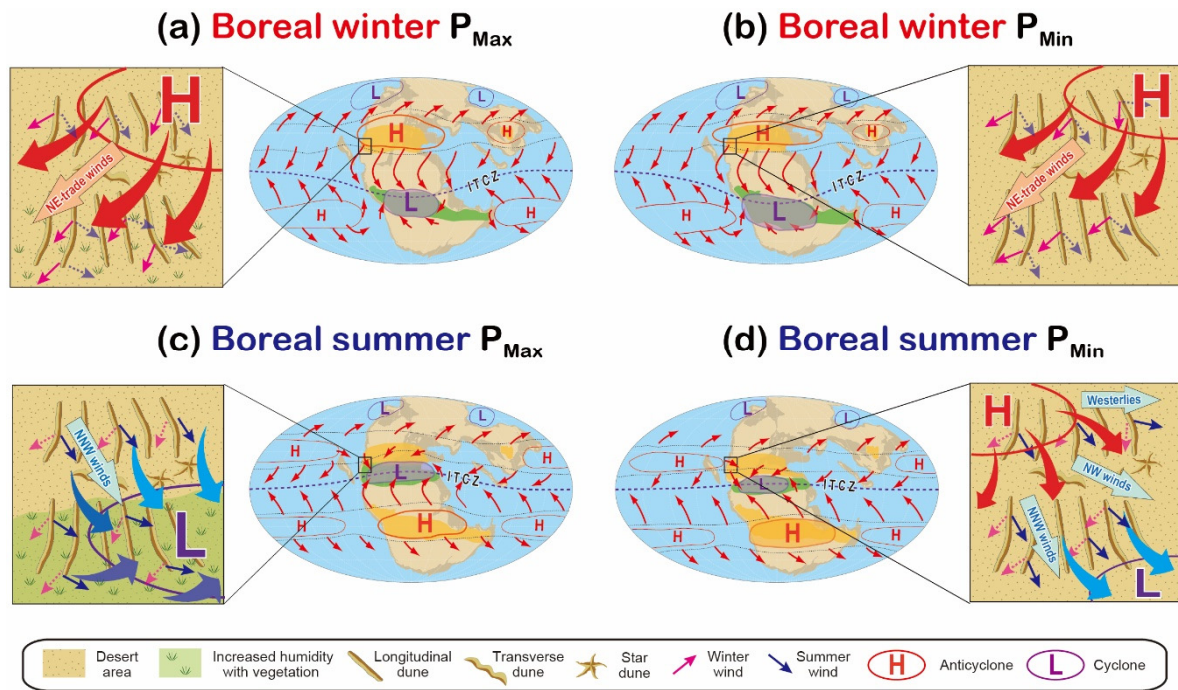 (a) Boreal winter PMax
H
NE-trade winds
L
L
H
H
ITCZ
L
H
H
(b) Boreal winter PMin
L
L
H
H
ITCZ
L
H
H
H
NE-trade winds
(c) Boreal summer PMax
NNW winds
L
L
L
H
H
L
ITCZ
H
H
H
(d) Boreal summer PMin
L
L
H
H
L
ITCZ
H
H
H
H
Westerlies
NW winds
NNW winds
L
Desert area
Increased humidity with vegetation
Longitudinal dune
Transverse dune
Star dune
Winter wind
Summer wind
H Anticyclone
L Cyclone